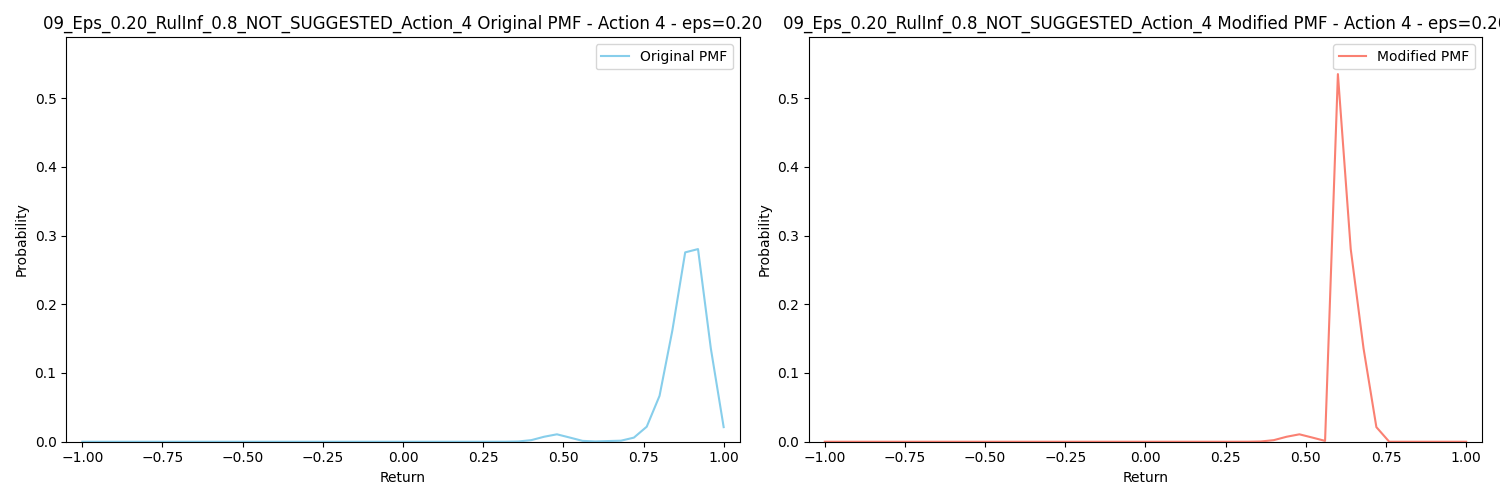 09_Eps_0.20_RulInf_0.8_NOT_SUGGESTED_Action_4 Original PMF - Action 4 - eps=0.20
Original PMF
0.5
0.4
0.3
0.2
0.1
0.0
Probability
−1.00 −0.75 −0.50 −0.25 0.00 0.25 0.50 0.75 1.00
Return
09_Eps_0.20_RulInf_0.8_NOT_SUGGESTED_Action_4 Modified PMF - Action 4 - eps=0.20
Modified PMF
0.5
0.4
0.3
0.2
0.1
0.0
Probability
−1.00 −0.75 −0.50 −0.25 0.00 0.25 0.50 0.75 1.00
Return